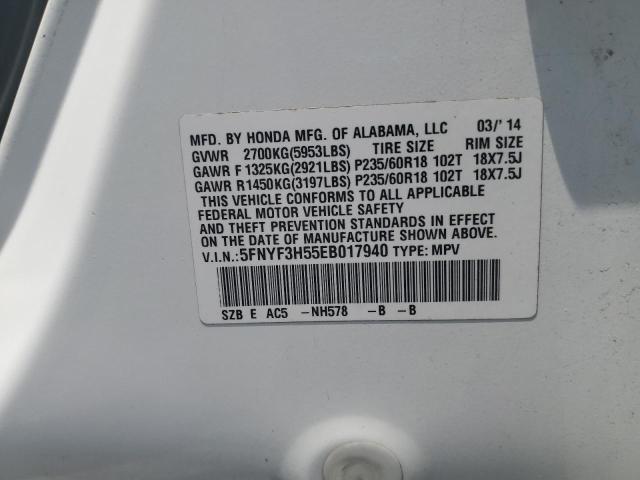 MFD. BY HONDA MFG. OF ALABAMA, LLC 03/'14
GVWR 2700KG(5953LBS) TIRE SIZE RIM SIZE
GAWR F 1325KG(2921LBS) P235/60R18 102T 18X7.5J
GAWR R1450KG(3197LBS) P235/60R18 102T 18X7.5J
THIS VEHICLE CONFORMS TO ALL APPLICABLE
FEDERAL MOTOR VEHICLE SAFETY
AND THEFT PREVENTION STANDARDS IN EFFECT
ON THE DATE OF MANUFACTURE SHOWN ABOVE.
V.I.N.:5FNYF3H55EB017940 TYPE: MPV
SZB E AC5 -NH578 -B -B